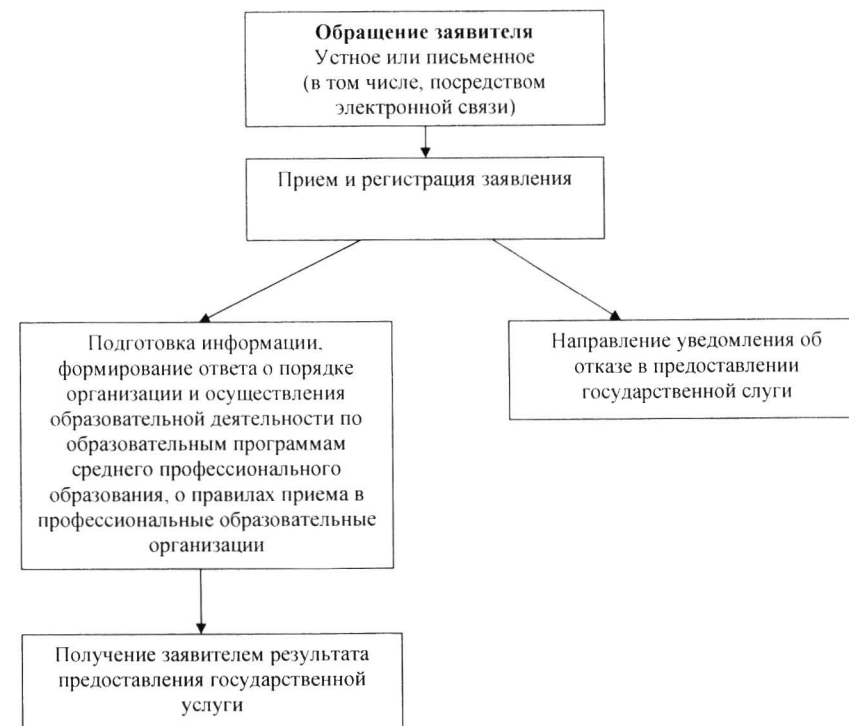 Обращение заявителя
Устное или письменное
(в том числе, посредством
электронной связи)
Прием и регистрация заявления
Подготовка информации,
формирование ответа о порядке
организации и осуществления
образовательной деятельности по
образовательным программам
среднего профессионального
образования, о правилах приема в
профессиональные образовательные
организации
Направление уведомления об
отказе в предоставлении
государственной слуги
Получение заявителем результата
предоставления государственной
услуги